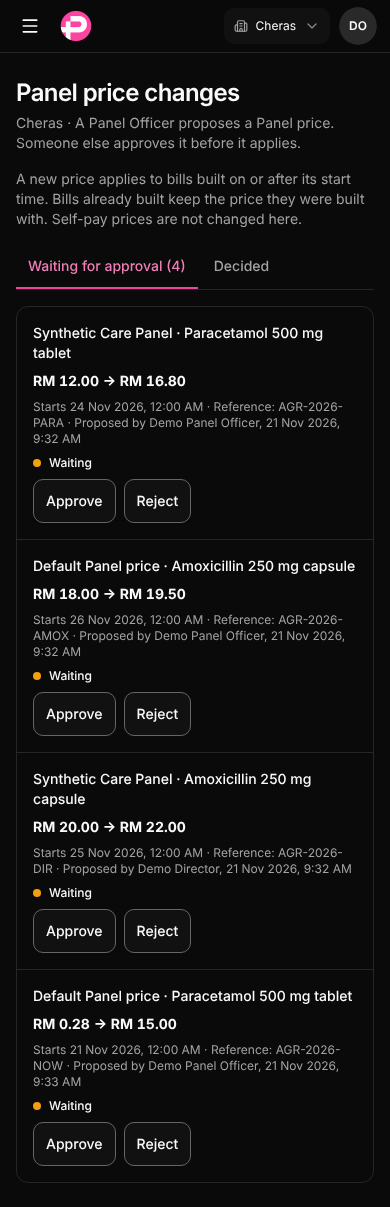 Cheras
DO
Panel price changes
Cheras · A Panel Officer proposes a Panel price.
Someone else approves it before it applies.
A new price applies to bills built on or after its start
time. Bills already built keep the price they were built
with. Self-pay prices are not changed here.
Waiting for approval (4)
Decided
Synthetic Care Panel · Paracetamol 500 mg
tablet
RM 12.00 → RM 16.80
Starts 24 Nov 2026, 12:00 AM · Reference: AGR-2026-
PARA · Proposed by Demo Panel Officer, 21 Nov 2026,
9:32 AM
Waiting
Approve
Reject
Default Panel price · Amoxicillin 250 mg capsule
RM 18.00 → RM 19.50
Starts 26 Nov 2026, 12:00 AM · Reference: AGR-2026-
AMOX · Proposed by Demo Panel Officer, 21 Nov 2026,
9:32 AM
Waiting
Approve
Reject
Synthetic Care Panel · Amoxicillin 250 mg
capsule
RM 20.00 → RM 22.00
Starts 25 Nov 2026, 12:00 AM · Reference: AGR-2026-
DIR · Proposed by Demo Director, 21 Nov 2026, 9:32 AM
Waiting
Approve
Reject
Default Panel price · Paracetamol 500 mg tablet
RM 0.28 → RM 15.00
Starts 21 Nov 2026, 12:00 AM · Reference: AGR-2026-
NOW · Proposed by Demo Panel Officer, 21 Nov 2026,
9:33 AM
Waiting
Approve
Reject